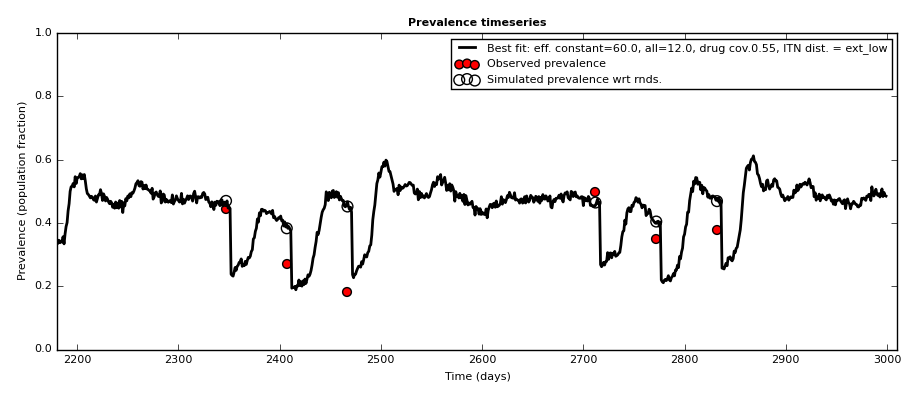 Prevalence timeseries
Best fit: eff. constant=60.0, all=12.0, drug cov.0.55, ITN dist. = ext_low
Observed prevalence
Simulated prevalence wrt rnds.
Prevalence (population fraction)
1.0
0.8
0.6
0.4
0.2
0.0
2200 2300 2400 2500 2600 2700 2800 2900 3000
Time (days)